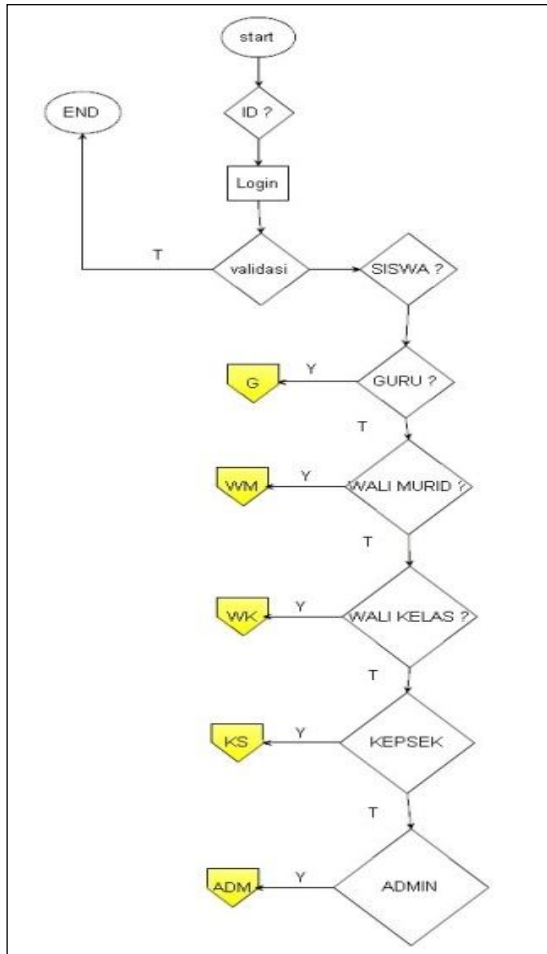 start
END
ID ?
Login
T
validasi
SISWA ?
G
Y
GURU ?
T
WM
Y
WALI MURID ?
T
WK
Y
WALI KELAS ?
T
KS
Y
KEPSEK
T
ADM
Y
ADMIN